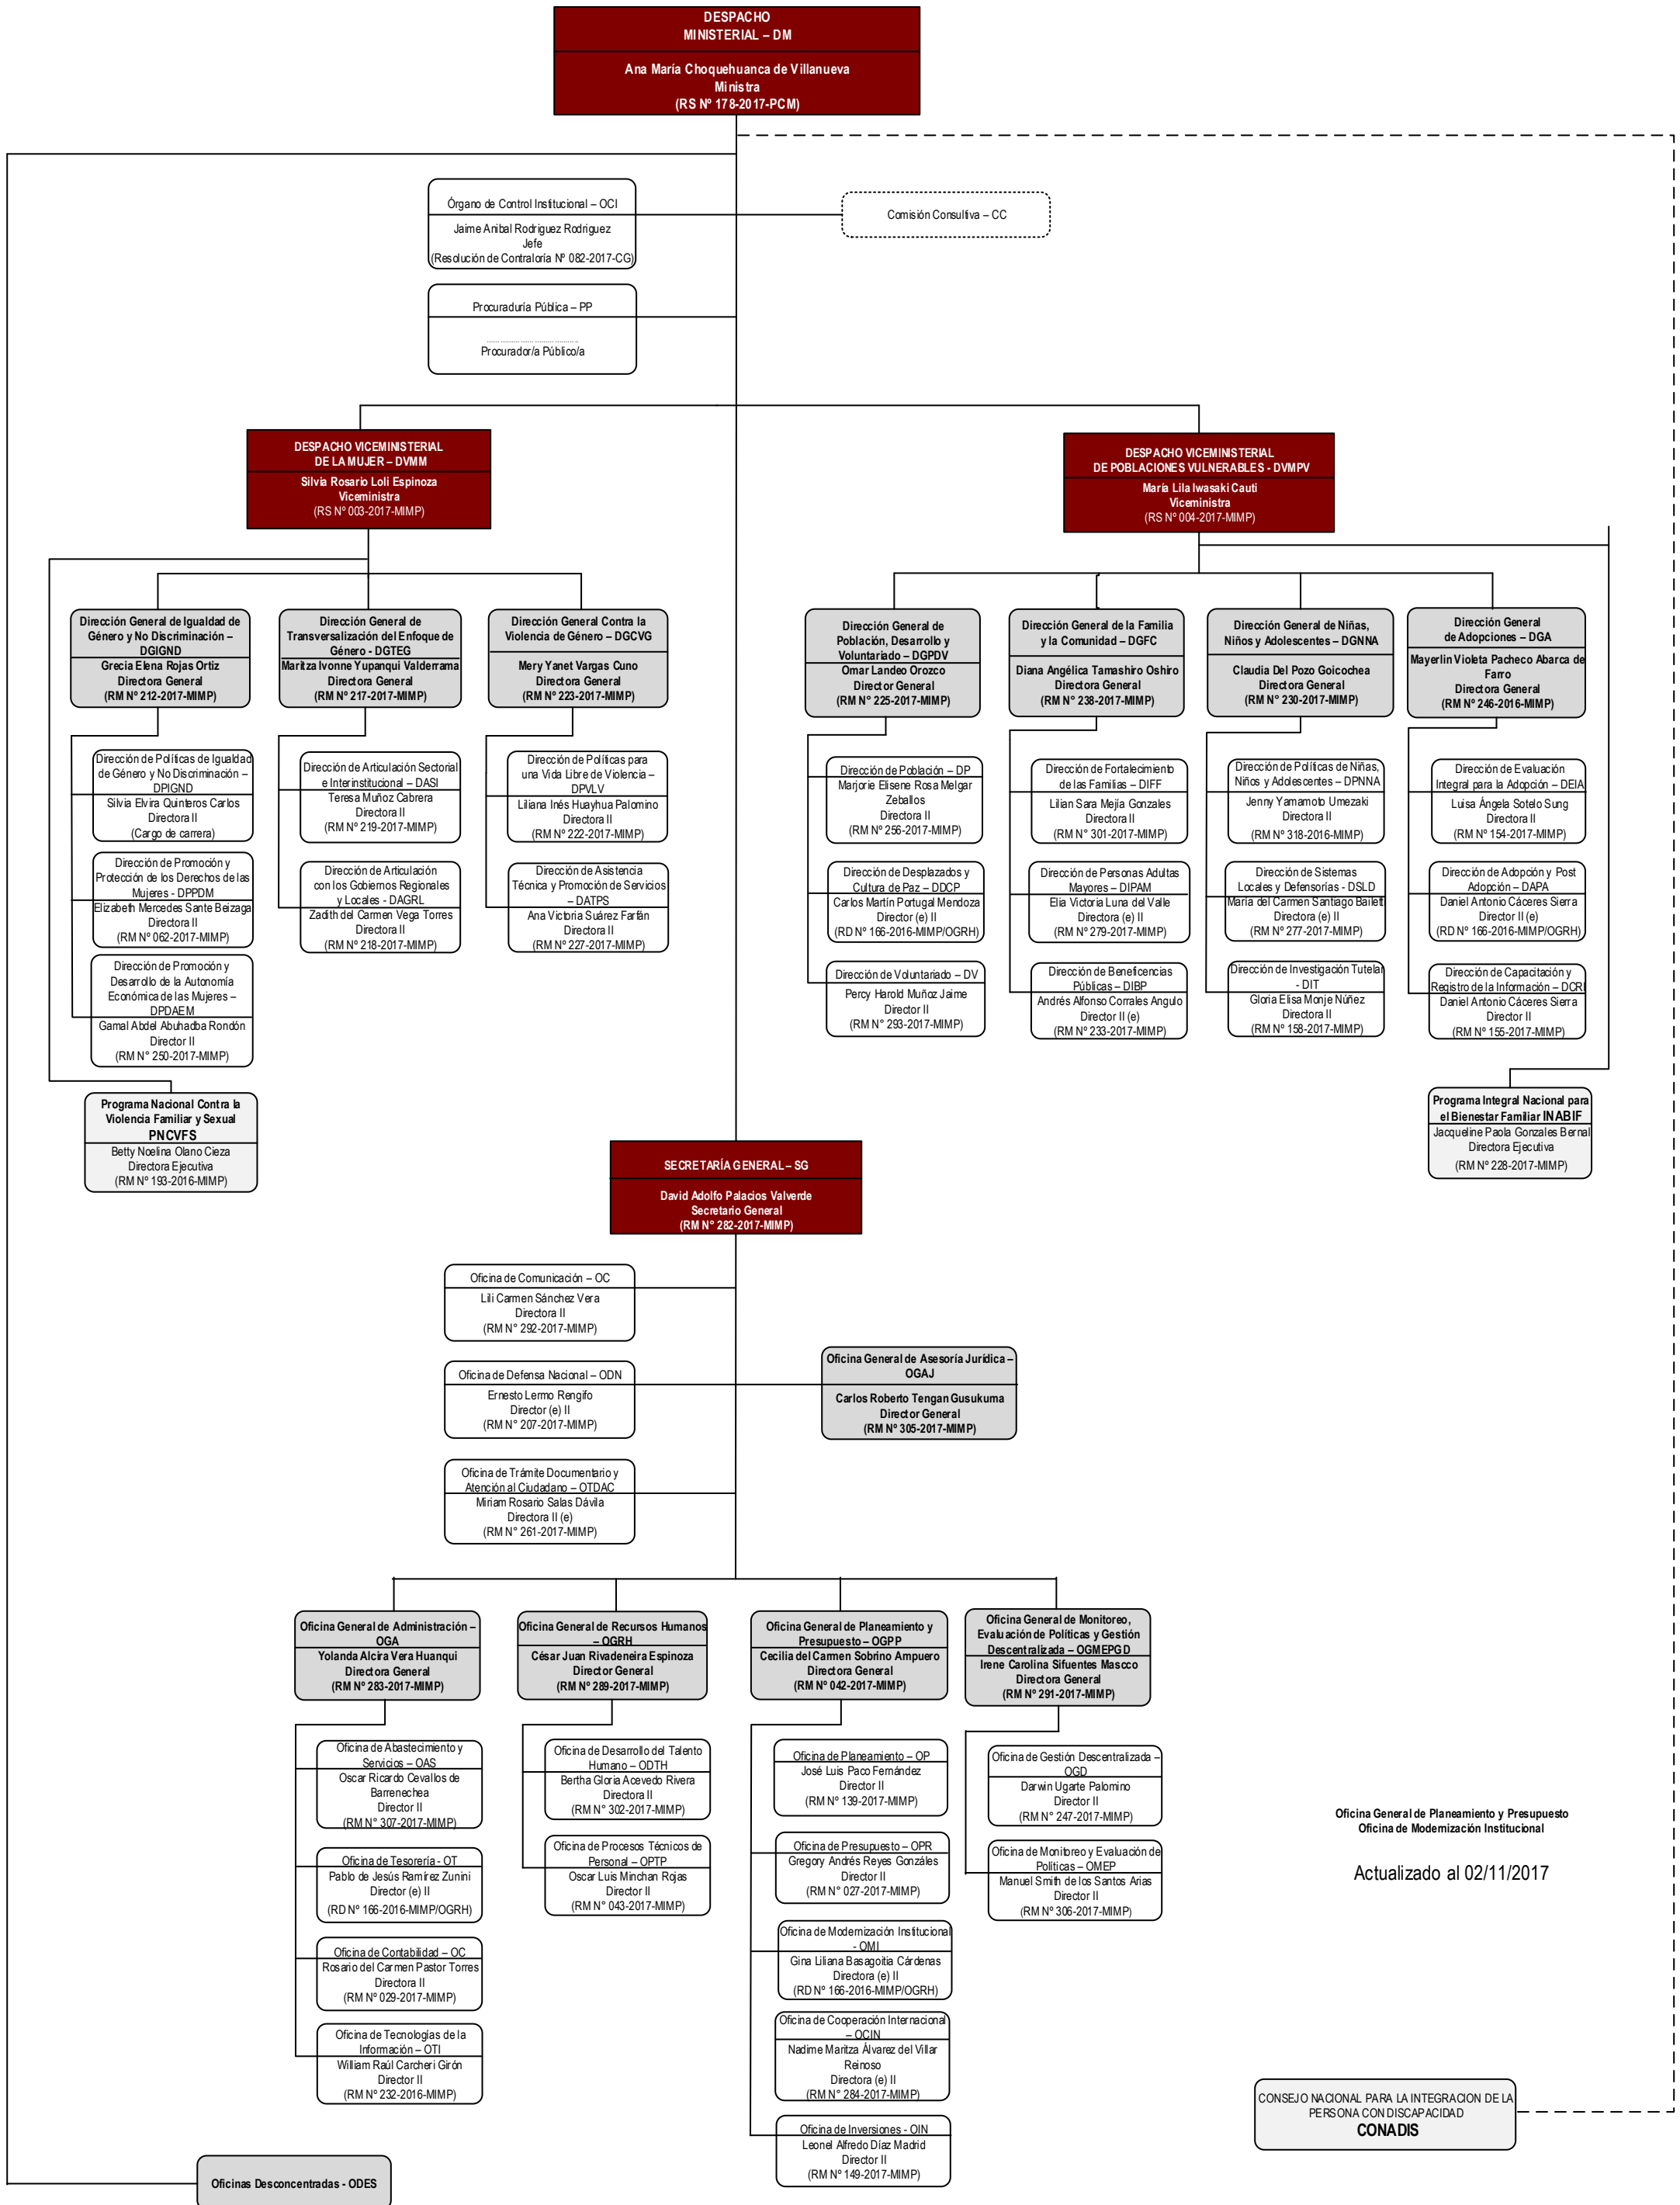 DESPACHO
MINISTERIAL – DM
Ana María Choquehuanca de Villanueva
Ministra
(RS Nº 178-2017-PCM)
Órgano de Control Institucional – OCI
Jaime Anibal Rodriguez Rodriguez
Jefe
(Resolución de Contraloría Nº 082-2017-CG)
Comisión Consultiva – CC
Procuraduría Pública – PP
......................................
Procurador/a Público/a
DESPACHO VICEMINISTERIAL
DE LA MUJER – DVMM
Silvia Rosario Loli Espinoza
Viceministra
(RS Nº 003-2017-MIMP)
DESPACHO VICEMINISTERIAL
DE POBLACIONES VULNERABLES - DVMPV
María Lila Iwasaki Cauti
Viceministra
(RS Nº 004-2017-MIMP)
Dirección General de Igualdad de
Género y No Discriminación –
DGIGND
Grecia Elena Rojas Ortiz
Directora General
(RM Nº 212-2017-MIMP)
Dirección General de
Transversalización del Enfoque de
Género - DGTEG
Maritza Ivonne Yupanqui Valderrama
Directora General
(RM Nº 217-2017-MIMP)
Dirección General Contra la
Violencia de Género – DGCVG
Mery Yanet Vargas Cuno
Directora General
(RM Nº 223-2017-MIMP)
Dirección General de
Población, Desarrollo y
Voluntariado – DGPDV
Omar Landeo Orozco
Director General
(RM N° 225-2017-MIMP)
Dirección General de la Familia
y la Comunidad – DGFC
Diana Angélica Tamashiro Oshiro
Directora General
(RM N° 238-2017-MIMP)
Dirección General de Niñas,
Niños y Adolescentes – DGNNA
Claudia Del Pozo Goicochea
Directora General
(RM N° 230-2017-MIMP)
Dirección General
de Adopciones – DGA
Mayerlin Violeta Pacheco Abarca de
Farro
Directora General
(RM Nº 246-2016-MIMP)
Dirección de Políticas de Igualdad
de Género y No Discriminación –
DPIGND
Silvia Elvira Quinteros Carlos
Directora II
(Cargo de carrera)
Dirección de Promoción y
Protección de los Derechos de las
Mujeres - DPPDM
Elizabeth Mercedes Sante Beizaga
Directora II
(RM Nº 062-2017-MIMP)
Dirección de Promoción y
Desarrollo de la Autonomía
Económica de las Mujeres –
DPDAEM
Gamal Abdel Abuhadba Rondón
Director II
(RM N° 250-2017-MIMP)
Dirección de Articulación Sectorial
e Interinstitucional – DASI
Teresa Muñoz Cabrera
Directora II
(RM Nº 219-2017-MIMP)
Dirección de Articulación
con los Gobiernos Regionales
y Locales - DAGRL
Zadith del Carmen Vega Torres
Directora II
(RM N° 218-2017-MIMP)
Dirección de Políticas para
una Vida Libre de Violencia –
DPVLV
Liliana Inés Huayhua Palomino
Directora II
(RM N° 222-2017-MIMP)
Dirección de Asistencia
Técnica y Promoción de Servicios
– DATPS
Ana Victoria Suárez Farfán
Directora II
(RM N° 227-2017-MIMP)
Dirección de Población – DP
Marjorie Elisene Rosa Melgar
Zeballos
Directora II
(RM N° 256-2017-MIMP)
Dirección de Desplazados y
Cultura de Paz – DDCP
Carlos Martín Portugal Mendoza
Director (e) II
(RD Nº 166-2016-MIMP/OGRH)
Dirección de Voluntariado – DV
Percy Harold Muñoz Jaime
Director II
(RM N° 293-2017-MIMP)
Dirección de Fortalecimiento
de las Familias – DIFF
Lilian Sara Mejía Gonzales
Directora II
(RM N° 301-2017-MIMP)
Dirección de Personas Adultas
Mayores – DIPAM
Elia Victoria Luna del Valle
Directora (e) II
(RM N° 279-2017-MIMP)
Dirección de Beneficencias
Públicas – DIBP
Andrés Alfonso Corrales Angulo
Director II (e)
(RM N° 233-2017-MIMP)
Dirección de Políticas de Niñas,
Niños y Adolescentes – DPNNA
Jenny Yamamoto Umezaki
Directora II
(RM Nº 318-2016-MIMP)
Dirección de Sistemas
Locales y Defensorías - DSLD
María del Carmen Santiago Bailetti
Directora (e) II
(RM N° 277-2017-MIMP)
Dirección de Investigación Tutelar
- DIT
Gloria Elisa Monje Núñez
Directora II
(RM Nº 158-2017-MIMP)
Dirección de Evaluación
Integral para la Adopción - DEIA
Luisa Ángela Sotelo Sung
Directora II
(RM Nº 154-2017-MIMP)
Dirección de Adopción y Post
Adopción – DAPA
Daniel Antonio Cáceres Sierra
Director II (e)
(RD Nº 166-2016-MIMP/OGRH)
Dirección de Capacitación y
Registro de la Información – DCRI
Daniel Antonio Cáceres Sierra
Director II
(RM Nº 155-2017-MIMP)
Programa Nacional Contra la
Violencia Familiar y Sexual
PNCVFS
Betty Noelina Olano Cieza
Directora Ejecutiva
(RM Nº 193-2016-MIMP)
Programa Integral Nacional para
el Bienestar Familiar INABIF
Jacqueline Paola Gonzales Bernal
Directora Ejecutiva
(RM Nº 228-2017-MIMP)
SECRETARÍA GENERAL – SG
David Adolfo Palacios Valverde
Secretario General
(RM N° 282-2017-MIMP)
Oficina de Comunicación – OC
Lili Carmen Sánchez Vera
Directora II
(RM N° 292-2017-MIMP)
Oficina de Defensa Nacional – ODN
Ernesto Lermo Rengifo
Director (e) II
(RM N° 207-2017-MIMP)
Oficina General de Asesoría Jurídica –
OGAJ
Carlos Roberto Tengan Gusukuma
Director General
(RM Nº 305-2017-MIMP)
Oficina de Trámite Documentario y
Atención al Ciudadano – OTDAC
Miriam Rosario Salas Dávila
Directora II (e)
(RM N° 261-2017-MIMP)
Oficina General de Administración –
OGA
Yolanda Alcira Vera Huanqui
Directora General
(RM Nº 283-2017-MIMP)
Oficina General de Recursos Humanos
– OGRH
César Juan Rivadeneira Espinoza
Director General
(RM Nº 289-2017-MIMP)
Oficina General de Planeamiento y
Presupuesto – OGPP
Cecilia del Carmen Sobrino Ampuero
Directora General
(RM Nº 042-2017-MIMP)
Oficina General de Monitoreo,
Evaluación de Políticas y Gestión
Descentralizada – OGMEPGD
Irene Carolina Sifuentes Mascco
Directora General
(RM N° 291-2017-MIMP)
Oficina de Abastecimiento y
Servicios – OAS
Oscar Ricardo Cevallos de
Barrenechea
Director II
(RM N° 307-2017-MIMP)
Oficina de Tesorería - OT
Pablo de Jesús Ramírez Zunini
Director (e) II
(RD Nº 166-2016-MIMP/OGRH)
Oficina de Contabilidad – OC
Rosario del Carmen Pastor Torres
Directora II
(RM Nº 029-2017-MIMP)
Oficina de Tecnologías de la
Información – OTI
William Raúl Carcheri Girón
Director II
(RM N° 232-2016-MIMP)
Oficina de Desarrollo del Talento
Humano – ODTH
Bertha Gloria Acevedo Rivera
Directora II
(RM N° 302-2017-MIMP)
Oficina de Procesos Técnicos de
Personal – OPTP
Oscar Luis Minchan Rojas
Director II
(RM N° 043-2017-MIMP)
Oficina de Planeamiento – OP
José Luis Paco Fernández
Director II
(RM Nº 139-2017-MIMP)
Oficina de Presupuesto – OPR
Gregory Andrés Reyes Gonzáles
Director II
(RM N° 027-2017-MIMP)
Oficina de Modernización Institucional
- OMI
Gina Liliana Basagoitia Cárdenas
Directora (e) II
(RD Nº 166-2016-MIMP/OGRH)
Oficina de Cooperación Internacional
– OCIN
Nadime Maritza Álvarez del Villar
Reinoso
Directora (e) II
(RM N° 284-2017-MIMP)
Oficina de Inversiones - OIN
Leonel Alfredo Díaz Madrid
Director II
(RM Nº 149-2017-MIMP)
Oficina de Gestión Descentralizada –
OGD
Darwin Ugarte Palomino
Director II
(RM N° 247-2017-MIMP)
Oficina de Monitoreo y Evaluación de
Políticas – OMEP
Manuel Smith de los Santos Arias
Director II
(RM N° 306-2017-MIMP)
Oficina General de Planeamiento y Presupuesto
Oficina de Modernización Institucional
Actualizado al 02/11/2017
CONSEJO NACIONAL PARA LA INTEGRACION DE LA
PERSONA CON DISCAPACIDAD
CONADIS
Oficinas Desconcentradas - ODES